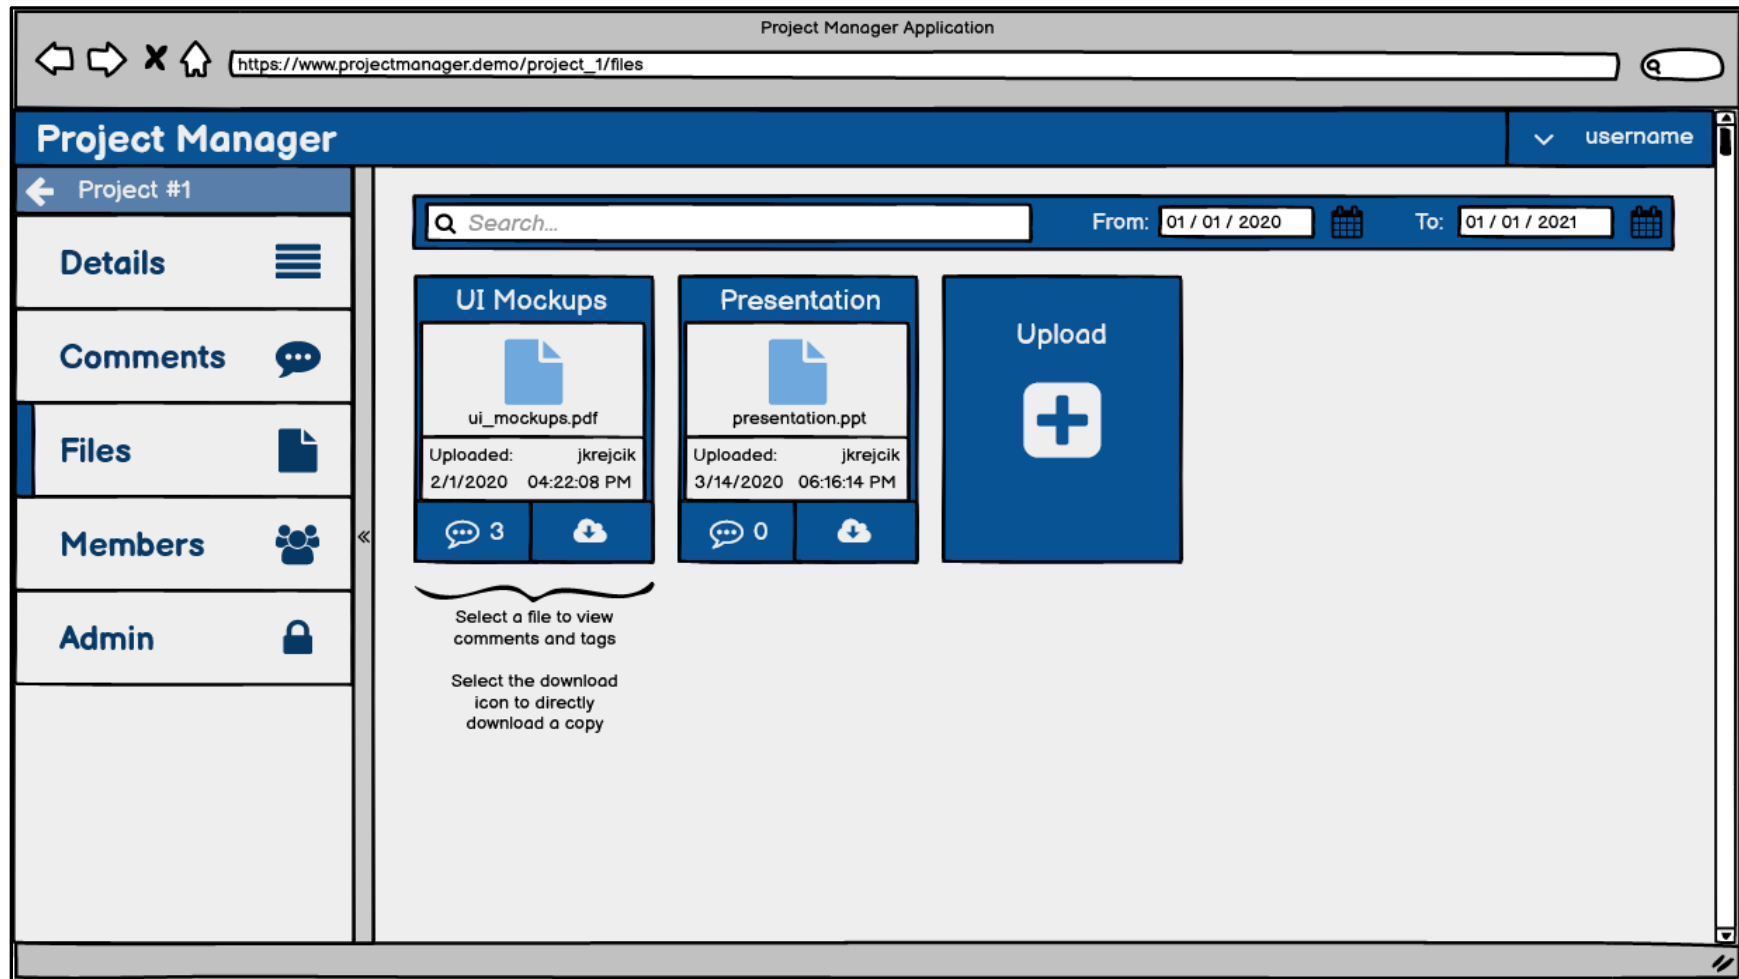 Project Manager Application
https://www.projectmanager.demo/project_1/files
Project Manager
username
Project #1
Details
Comments
Files
Members
Admin
«
Search...
From: 01 / 01 / 2020
To: 01 / 01 / 2021
UI Mockups
ui_mockups.pdf
Uploaded: jkrejcik
2/1/2020 04:22:08 PM
3
Presentation
presentation.ppt
Uploaded: jkrejcik
3/14/2020 06:16:14 PM
0
Upload
Select a file to view
comments and tags
Select the download
icon to directly
download a copy